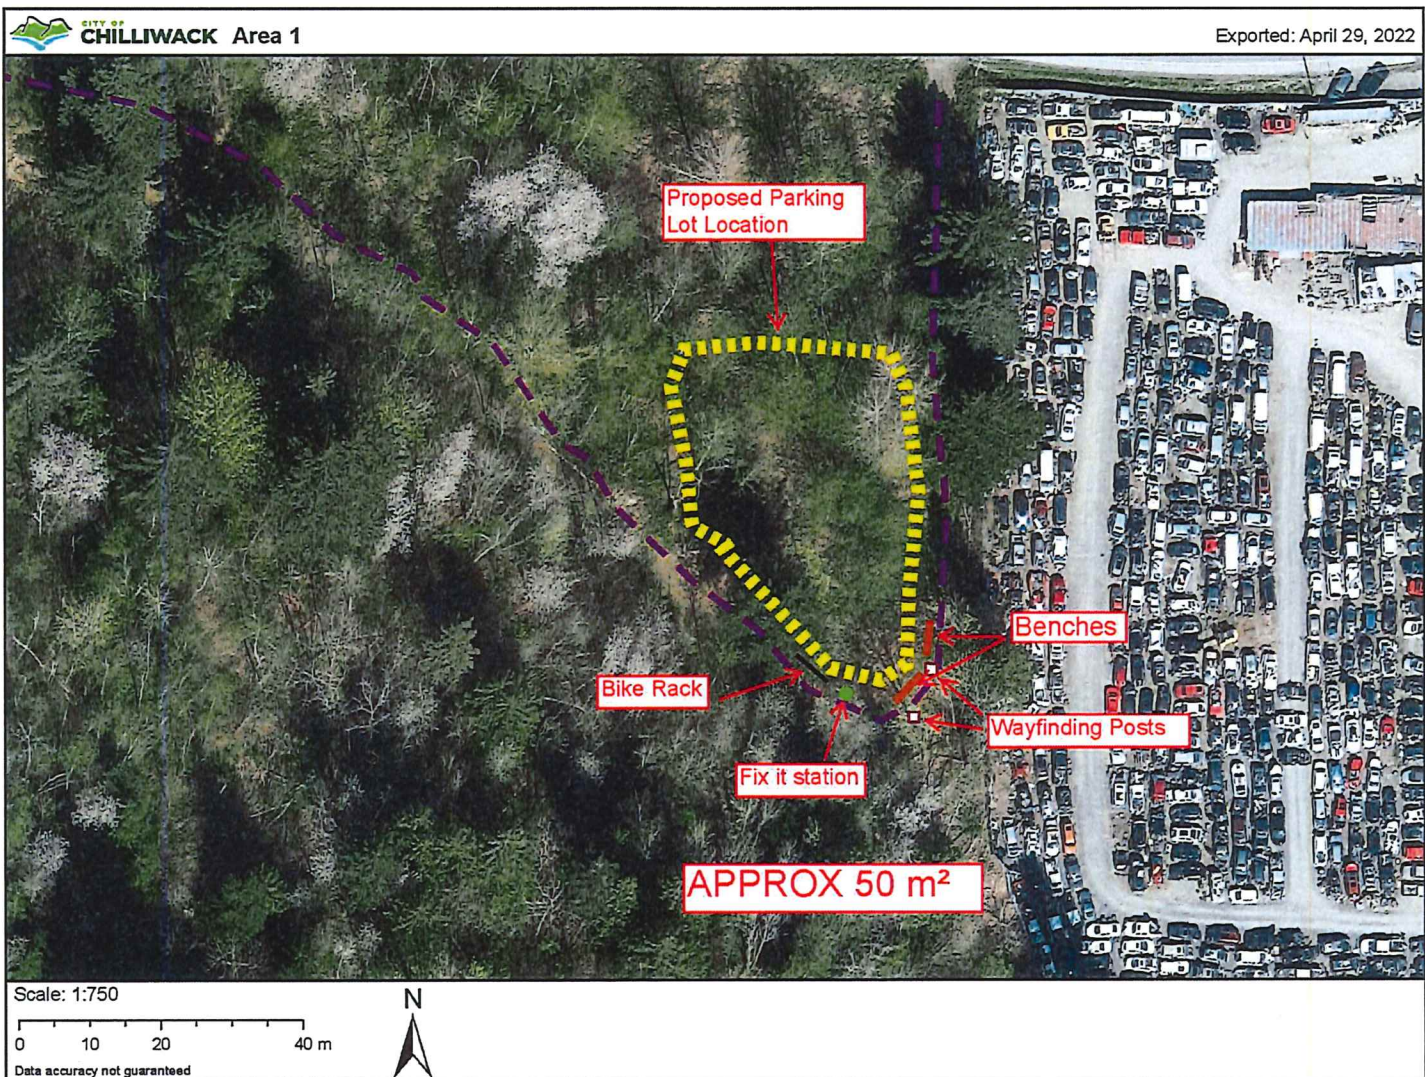 CITY OF
CHILLIWACK Area 1
Exported: April 29, 2022
Proposed Parking
Lot Location
Benches
Bike Rack
Wayfinding Posts
Fix it station
APPROX 50 m²
Scale: 1:750
N
0 10 20 40 m
Data accuracy not guaranteed